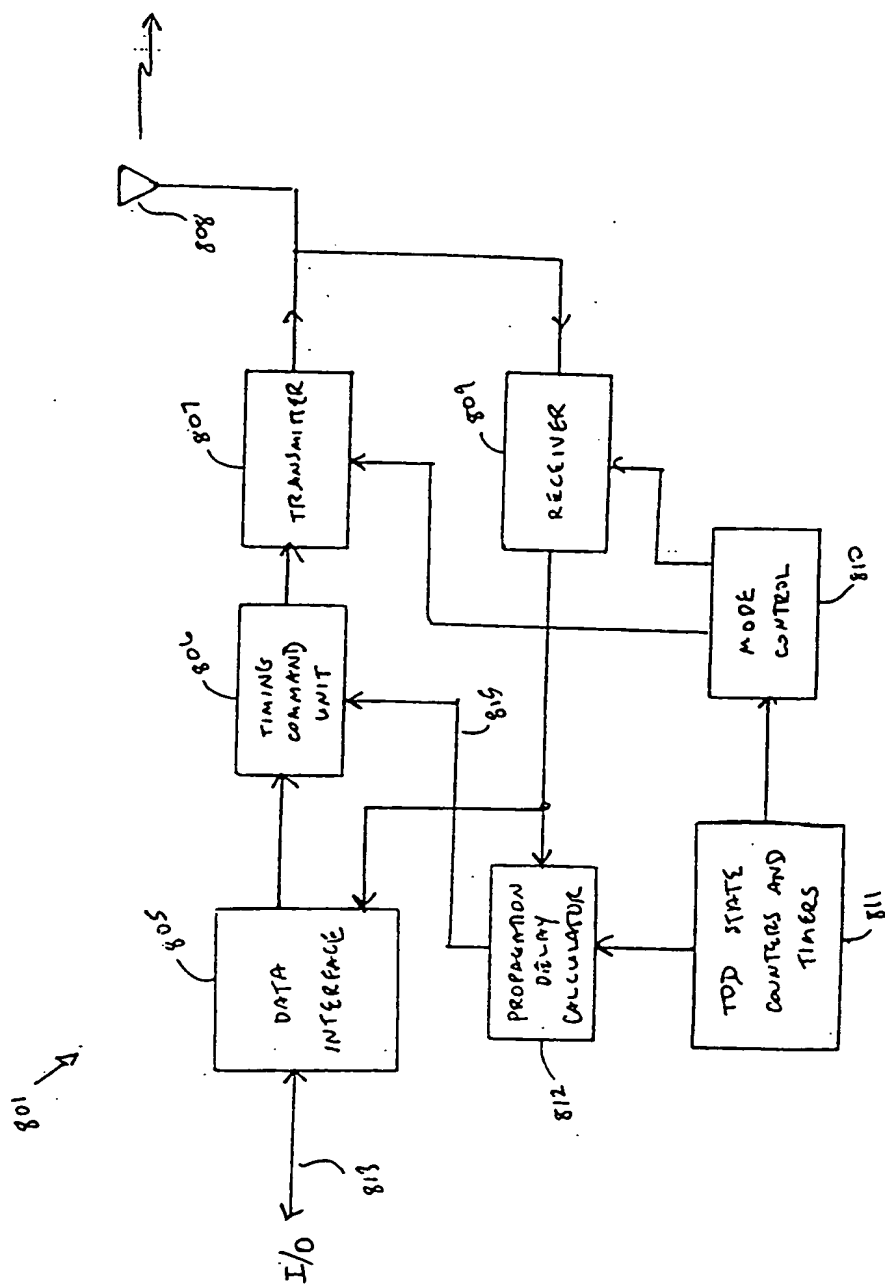 801
I/O
813
805
DATA
INTERFACE
806
TIMING
COMMAND
UNIT
807
TRANSMITTER
808
815
809
RECEIVER
812
PROPAGATION
DELAY
CALCULATOR
810
MODE
CONTROL
811
TDD STATE
COUNTERS AND
TIMERS